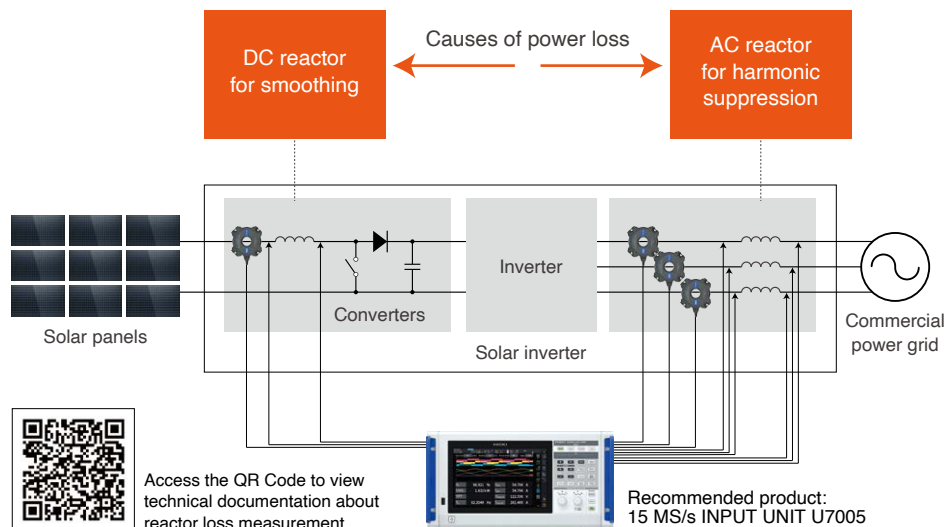 DC reactor
for smoothing
Causes of power loss
AC reactor
for harmonic
suppression
Solar panels
Converters
Inverter
Solar inverter
Commercial
power grid
Access the QR Code to view
technical documentation about
reactor loss measurement
Recommended product:
15 MS/s INPUT UNIT U7005